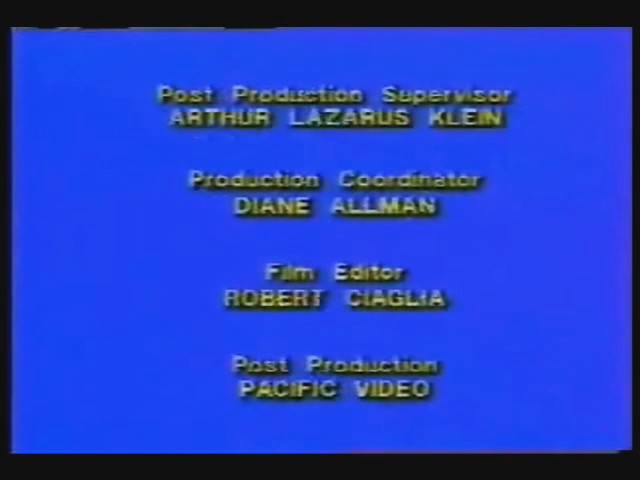 Post Production Supervisor
ARTHUR LAZARUS KLEIN
Production Coordinator
DIANE ALLMAN
Film Editor
ROBERT CIAGLIA
Post Production
PACIFIC VIDEO